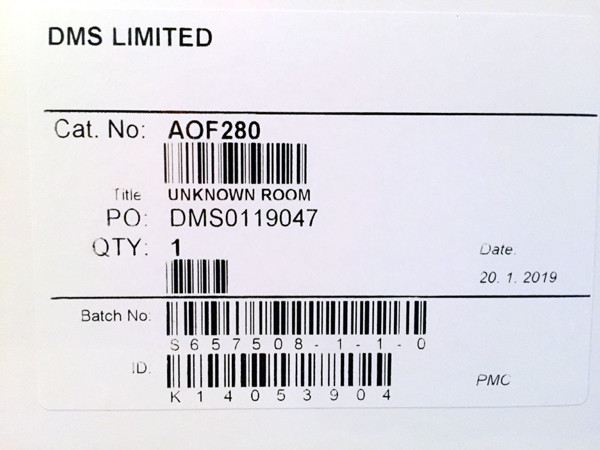 DMS LIMITED
Cat. No: AOF280
Title UNKNOWN ROOM
PO: DMS0119047
QTY: 1
Date.
20. 1. 2019
Batch No:
S657508-1-1-0
ID.
K14053904
PMC